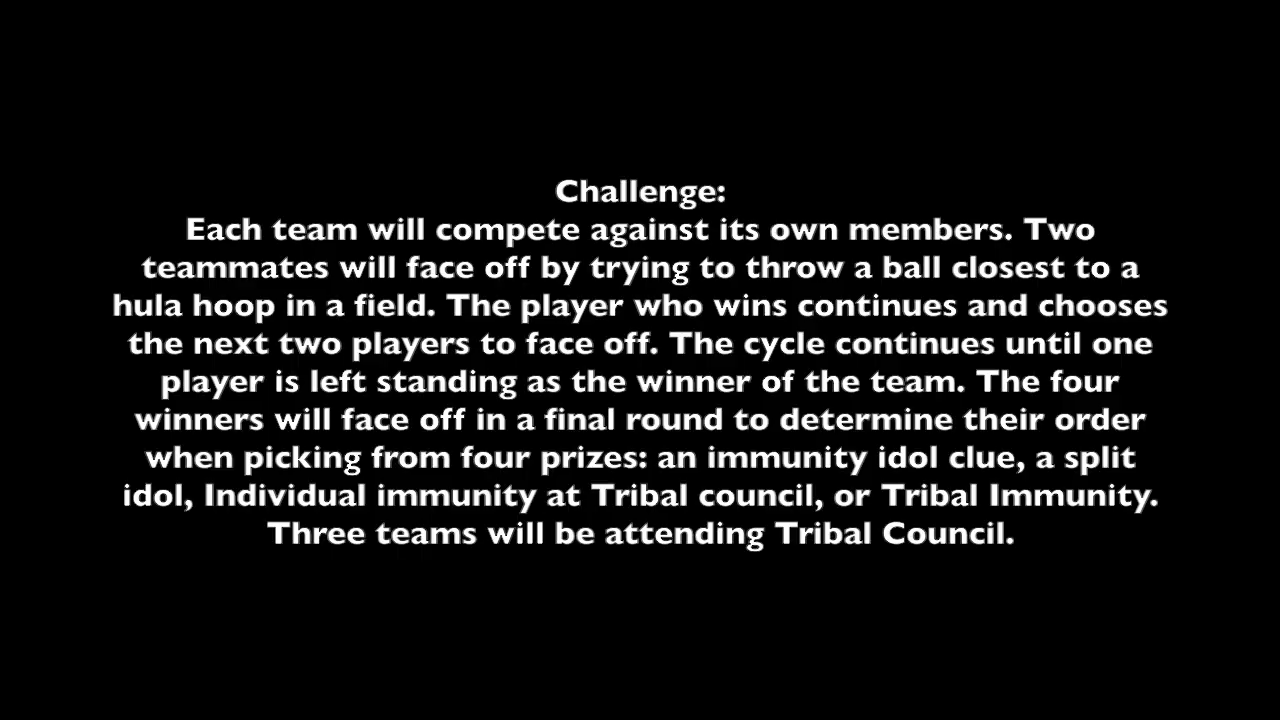 Challenge:
Each team will compete against its own members. Two
teammates will face off by trying to throw a ball closest to a
hula hoop in a field. The player who wins continues and chooses
the next two players to face off. The cycle continues until one
player is left standing as the winner of the team. The four
winners will face off in a final round to determine their order
when picking from four prizes: an immunity idol clue, a split
idol, Individual immunity at Tribal council, or Tribal Immunity.
Three teams will be attending Tribal Council.